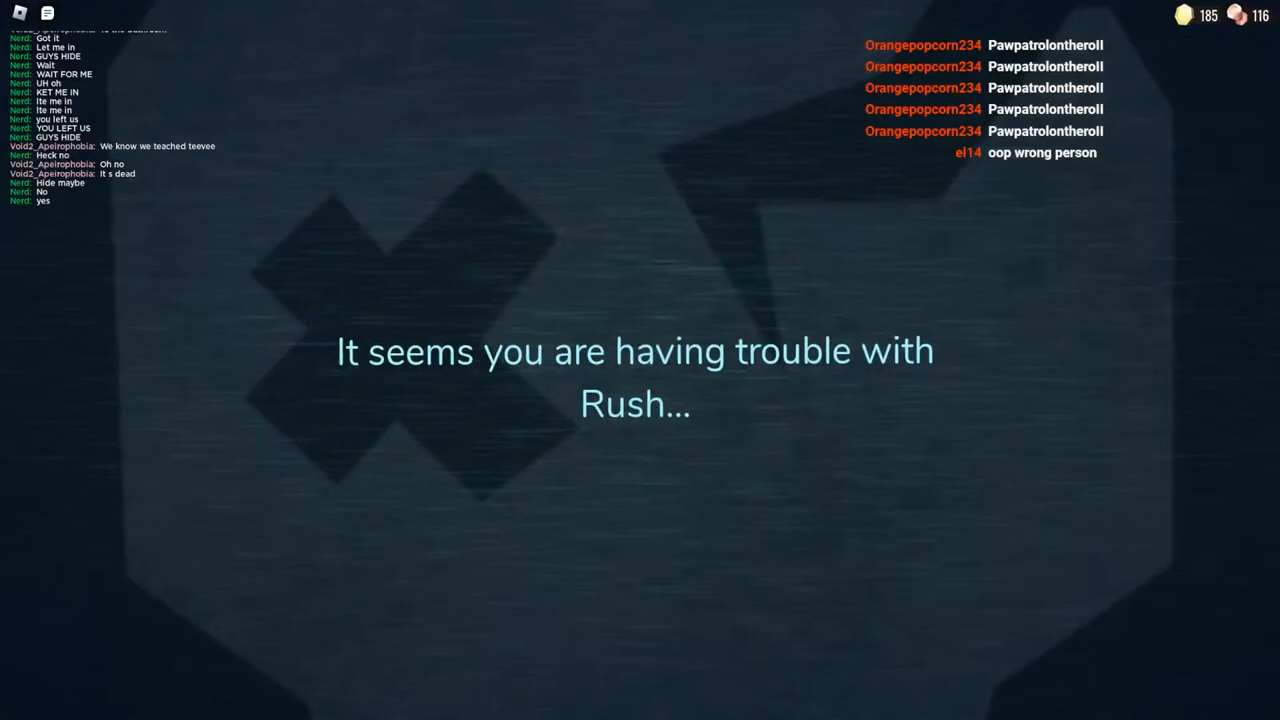 185
116
Nerd: Got it
Nerd: Let me in
Nerd: GUYS HIDE
Nerd: Wait
Nerd: WAIT FOR ME
Nerd: UH oh
Nerd: KET ME IN
Nerd: lte me in
Nerd: lte me in
Nerd: you left us
Nerd: YOU LEFT US
Nerd: GUYS HIDE
Void2_Apeirophobia: We know we teached teevee
Nerd: Heck no
Void2_Apeirophobia: Oh no
Void2_Apeirophobia: It s dead
Nerd: Hide maybe
Nerd: No
Nerd: yes
Orangepopcorn234 Pawpatrolontheroll
Orangepopcorn234 Pawpatrolontheroll
Orangepopcorn234 Pawpatrolontheroll
Orangepopcorn234 Pawpatrolontheroll
Orangepopcorn234 Pawpatrolontheroll
el14 oop wrong person
It seems you are having trouble with
Rush...